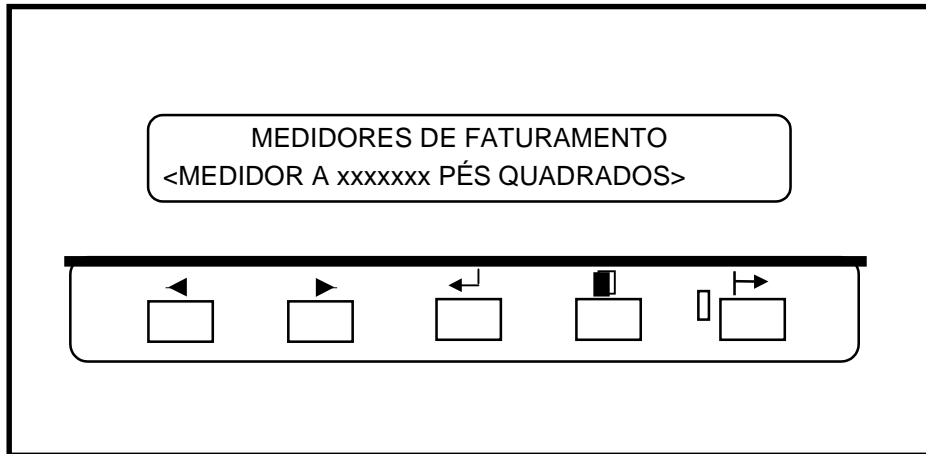 MEDIDORES DE FATURAMENTO
<MEDIDOR A xxxxxxx PÉS QUADRADOS>